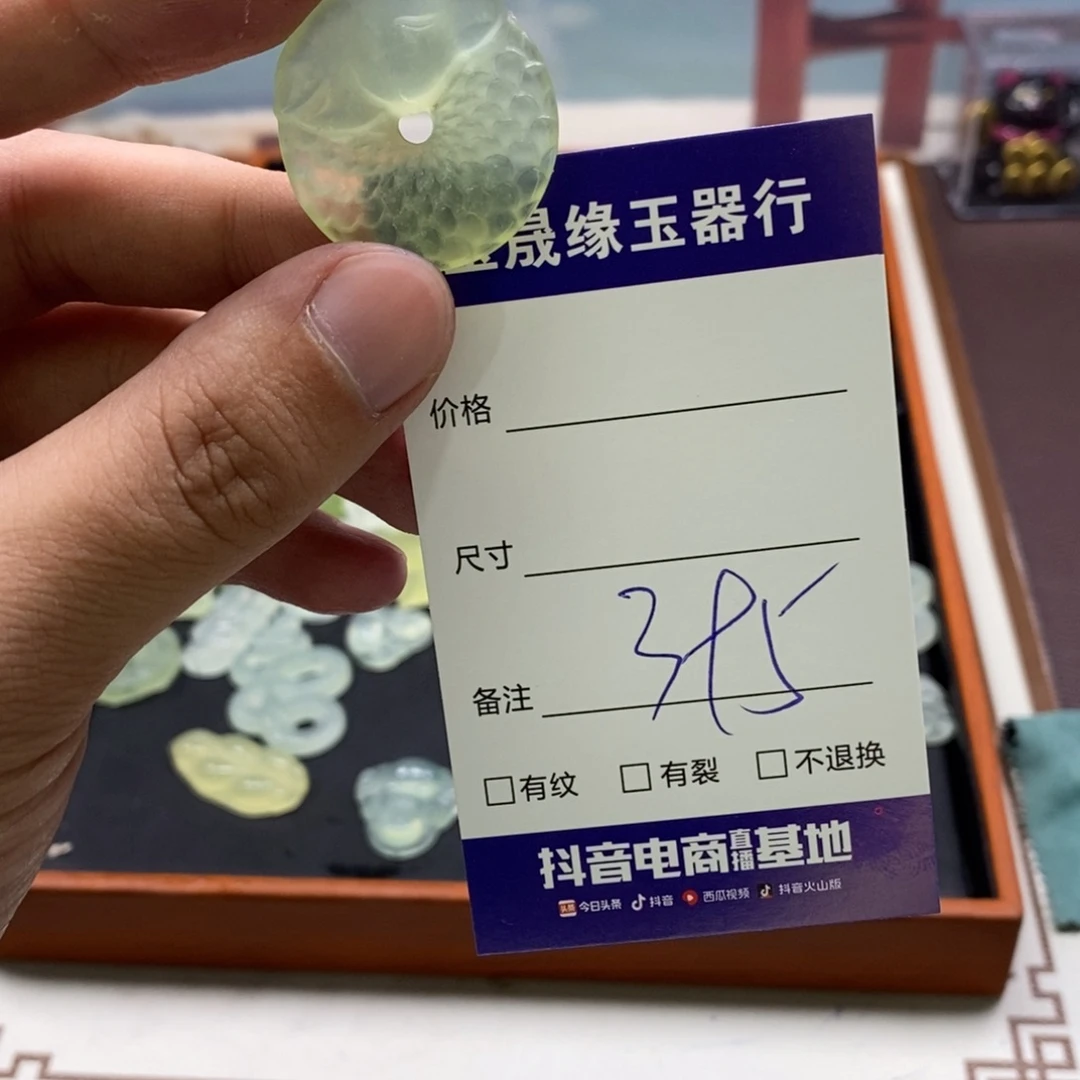 晟缘玉器行
价格
尺寸
备注
□有纹 □有裂 □不退换
抖音电商直播基地
今日头条 抖音 西瓜视频 抖音火山版